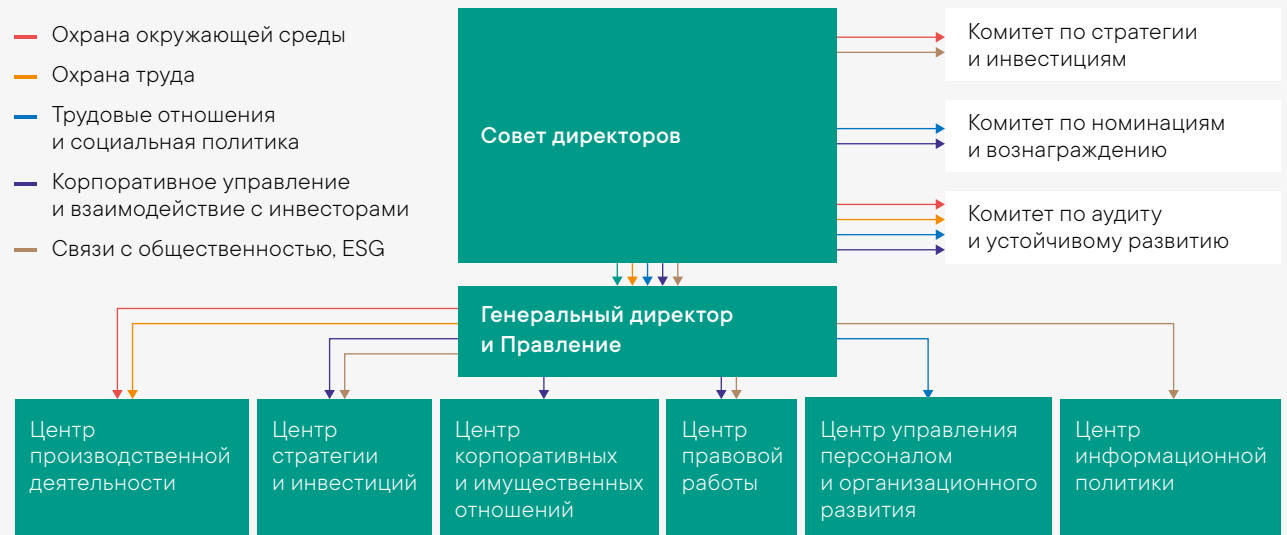 Охрана окружающей среды
Охрана труда
Трудовые отношения
и социальная политика
Корпоративное управление
и взаимодействие с инвесторами
Связи с общественностью, ESG
Совет директоров
Комитет по стратегии
и инвестициям
Комитет по номинациям
и вознаграждению
Комитет по аудиту
и устойчивому развитию
Генеральный директор
и Правление
Центр
производственной
деятельности
Центр
стратегии
и инвестиций
Центр
корпоративных
и имущественных
отношений
Центр
правовой
работы
Центр управления
персоналом
и организационного
развития
Центр
информационной
политики